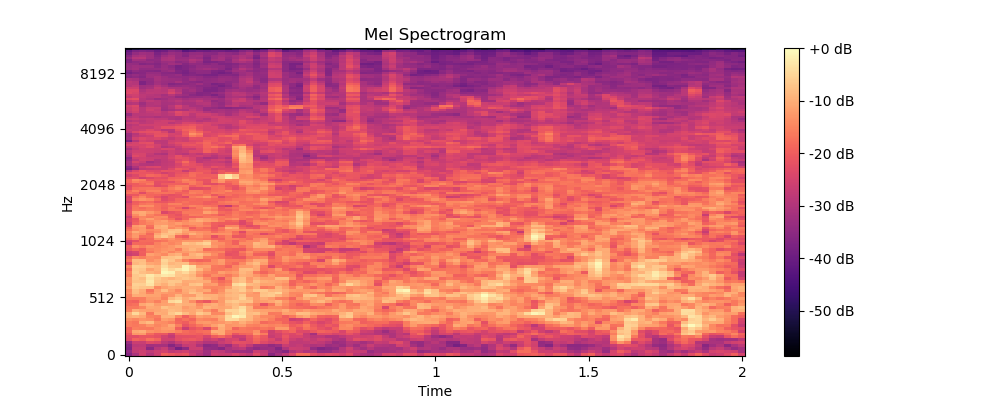 Mel Spectrogram
Hz
8192
4096
2048
1024
512
0
0 0.5 1 1.5 2
Time
+0 dB
-10 dB
-20 dB
-30 dB
-40 dB
-50 dB